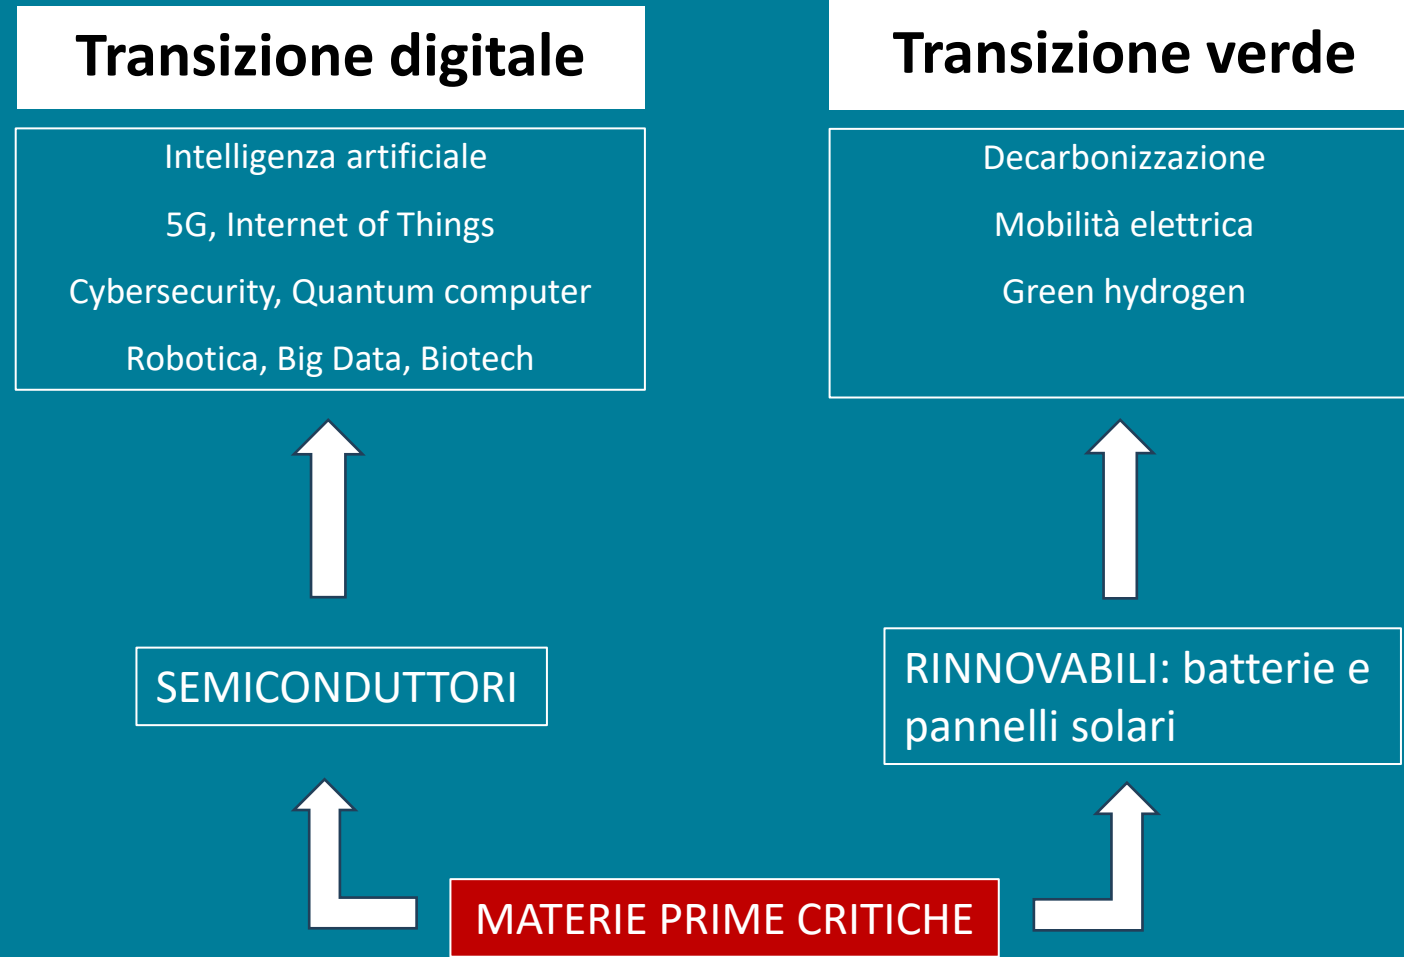 Transizione digitale
Intelligenza artificiale
5G, Internet of Things
Cybersecurity, Quantum computer
Robotica, Big Data, Biotech
SEMICONDUTTORI
Transizione verde
Decarbonizzazione
Mobilità elettrica
Green hydrogen
RINNOVABILI: batterie e
pannelli solari
MATERIE PRIME CRITICHE